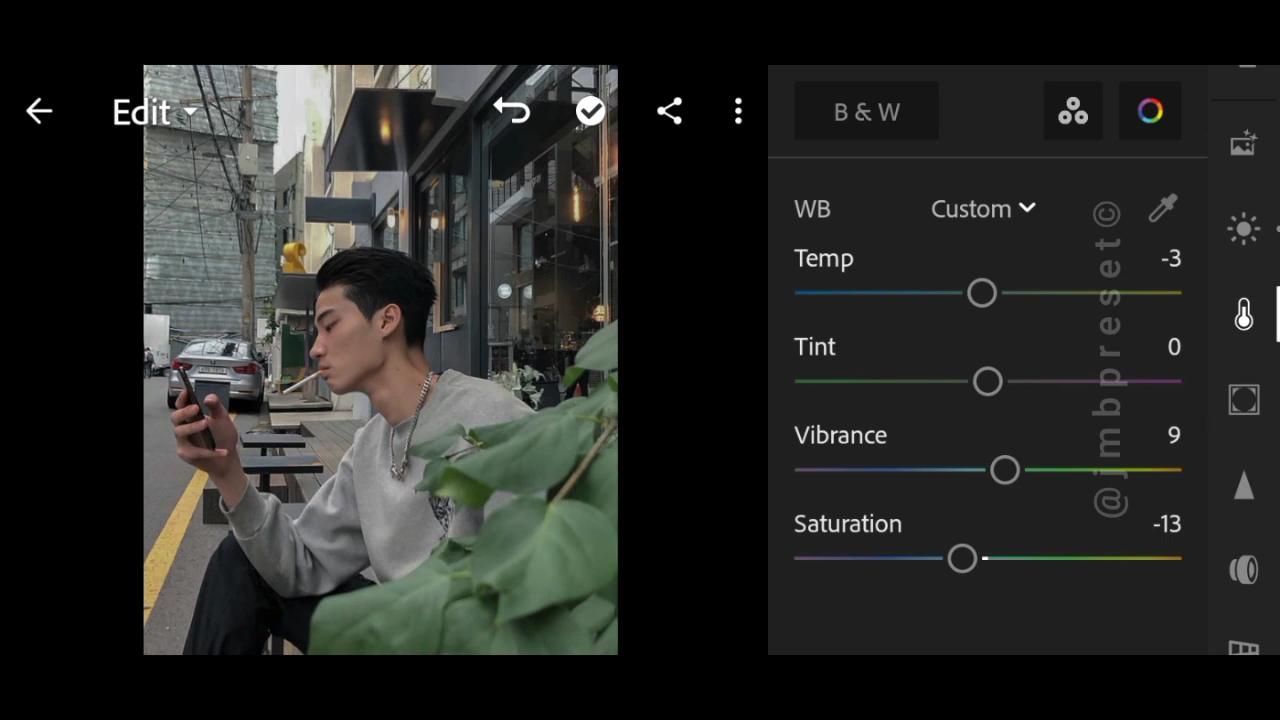 Edit
B & W
WB
Custom
Temp
-3
Tint
0
Vibrance
9
Saturation
-13
@jmbpreset©